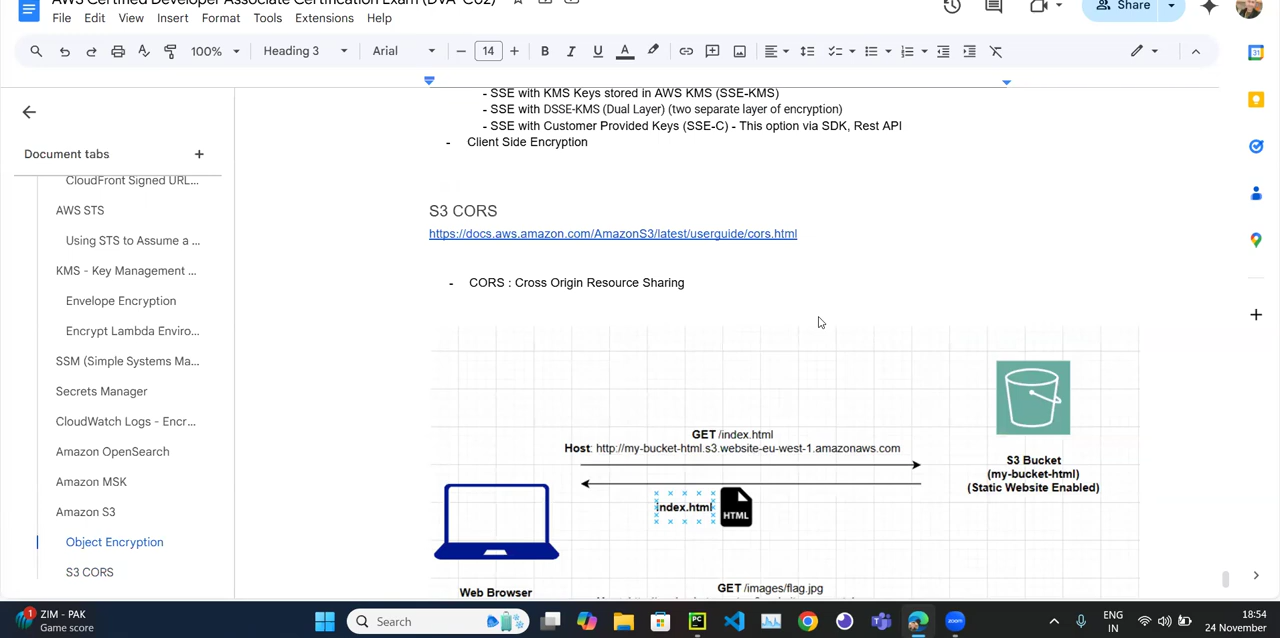 AWS Certified Developer Associate Certification Exam (DVA-C02)
File Edit View Insert Format Tools Extensions Help
Share
100% Heading 3 Arial 14 B I U A
Document tabs
CloudFront Signed URL...
AWS STS
Using STS to Assume a ...
KMS - Key Management ...
Envelope Encryption
Encrypt Lambda Enviro...
SSM (Simple Systems Ma...
Secrets Manager
CloudWatch Logs - Encr...
Amazon OpenSearch
Amazon MSK
Amazon S3
Object Encryption
S3 CORS
- SSE with KMS Keys stored in AWS KMS (SSE-KMS)
- SSE with DSSE-KMS (Dual Layer) (two separate layer of encryption)
- SSE with Customer Provided Keys (SSE-C) - This option via SDK, Rest API
- Client Side Encryption
S3 CORS
https://docs.aws.amazon.com/AmazonS3/latest/userguide/cors.html
- CORS : Cross Origin Resource Sharing
GET /index.html
Host: http://my-bucket-html.s3.website-eu-west-1.amazonaws.com
index.html
HTML
S3 Bucket
(my-bucket-html)
(Static Website Enabled)
Web Browser
GET /images/flag.jpg
31
ZIM - PAK
Game score
1
Search
PC
zoom
ENG
IN
18:54
24 November